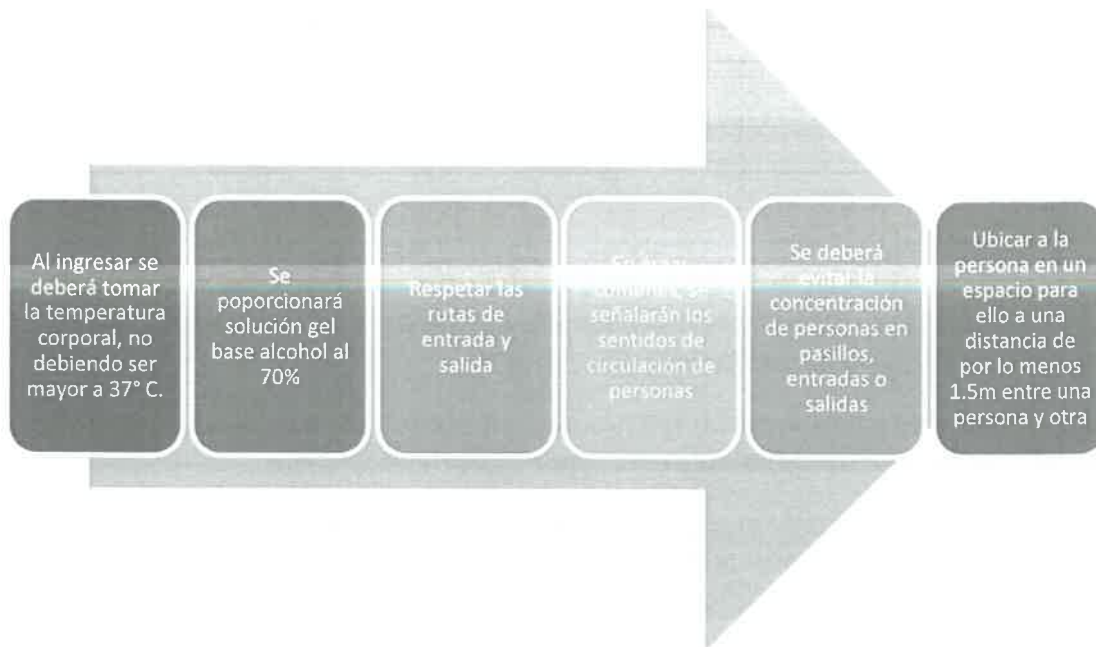 Al ingresar se
deberá tomar
la temperatura
corporal, no
debiendo ser
mayor a 37° C.
Se
poporcionará
solución gel
base alcohol al
70%
Respetar las
rutas de
entrada y
salida
señalarán los
sentidos de
circulación de
personas
Se deberá
evitar la
concentración
de personas en
pasillos,
entradas o
salidas
Ubicar a la
persona en un
espacio para
ello a una
distancia de
por lo menos
1.5m entre una
persona y otra